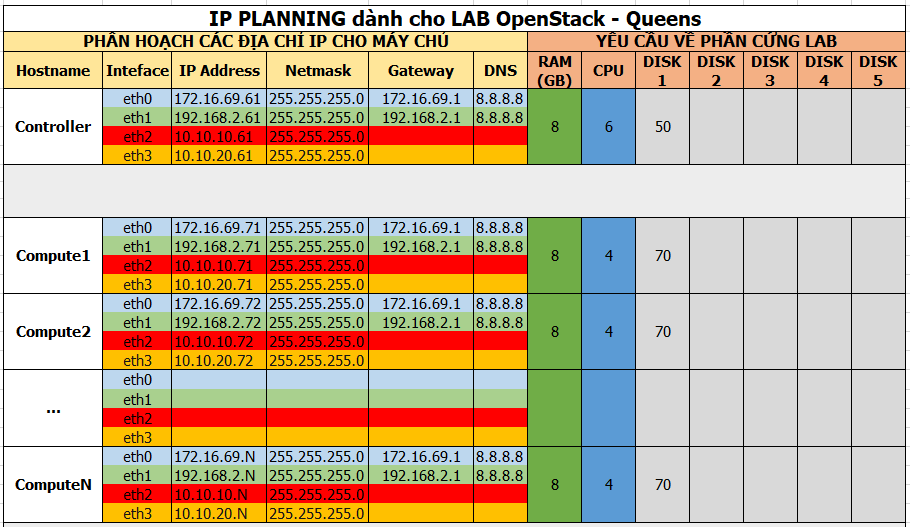 IP PLANNING dành cho LAB OpenStack - Queens
PHÂN HOẠCH CÁC ĐỊA CHỈ IP CHO MÁY CHỦ YÊU CẦU VỀ PHẦN CỨNG LAB
Hostname Inteface IP Address Netmask Gateway DNS RAM (GB) CPU DISK 1 DISK 2 DISK 3 DISK 4 DISK 5
Controller 8 6 50
eth0 172.16.69.61 255.255.255.0 172.16.69.1 8.8.8.8
eth1 192.168.2.61 255.255.255.0 192.168.2.1 8.8.8.8
eth2 10.10.10.61 255.255.255.0
eth3 10.10.20.61 255.255.255.0
Compute1 8 4 70
eth0 172.16.69.71 255.255.255.0 172.16.69.1 8.8.8.8
eth1 192.168.2.71 255.255.255.0 192.168.2.1 8.8.8.8
eth2 10.10.10.71 255.255.255.0
eth3 10.10.20.71 255.255.255.0
Compute2 8 4 70
eth0 172.16.69.72 255.255.255.0 172.16.69.1 8.8.8.8
eth1 192.168.2.72 255.255.255.0 192.168.2.1 8.8.8.8
eth2 10.10.10.72 255.255.255.0
eth3 10.10.20.72 255.255.255.0
...
eth0
eth1
eth2
eth3
ComputeN 8 4 70
eth0 172.16.69.N 255.255.255.0 172.16.69.1 8.8.8.8
eth1 192.168.2.N 255.255.255.0 192.168.2.1 8.8.8.8
eth2 10.10.10.N 255.255.255.0
eth3 10.10.20.N 255.255.255.0